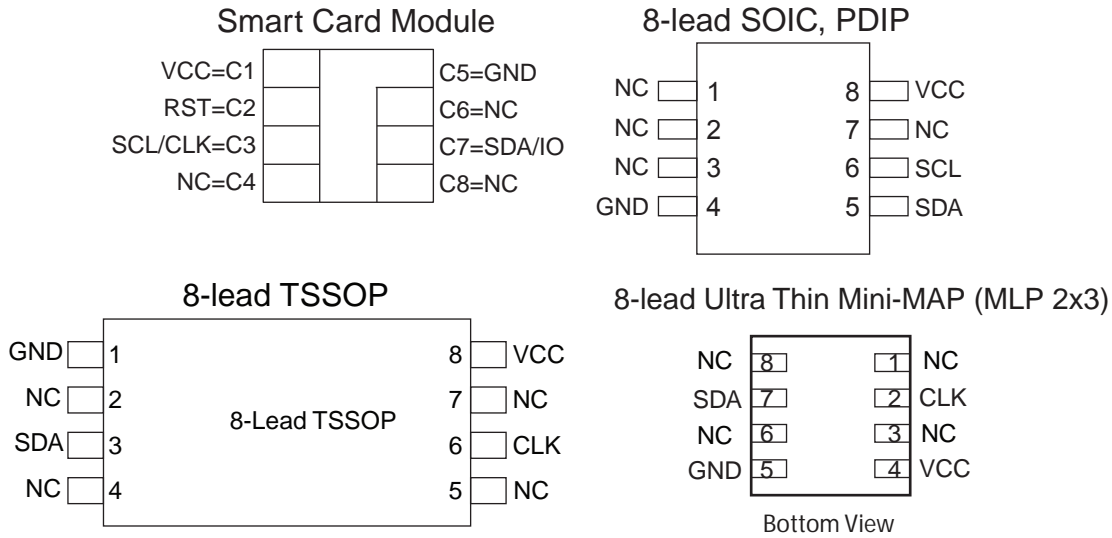 Smart Card Module
VCC=C1
C5=GND
RST=C2
C6=NC
SCL/CLK=C3
C7=SDA/IO
NC=C4
C8=NC
8-lead SOIC, PDIP
NC 1 8 VCC
NC 2 7 NC
NC 3 6 SCL
GND 4 5 SDA
8-lead TSSOP
GND 1 8 VCC
NC 2 7 NC
8-Lead TSSOP
SDA 3 6 CLK
NC 4 5 NC
8-lead Ultra Thin Mini-MAP (MLP 2x3)
NC 8 1 NC
SDA 7 2 CLK
NC 6 3 NC
GND 5 4 VCC
Bottom View